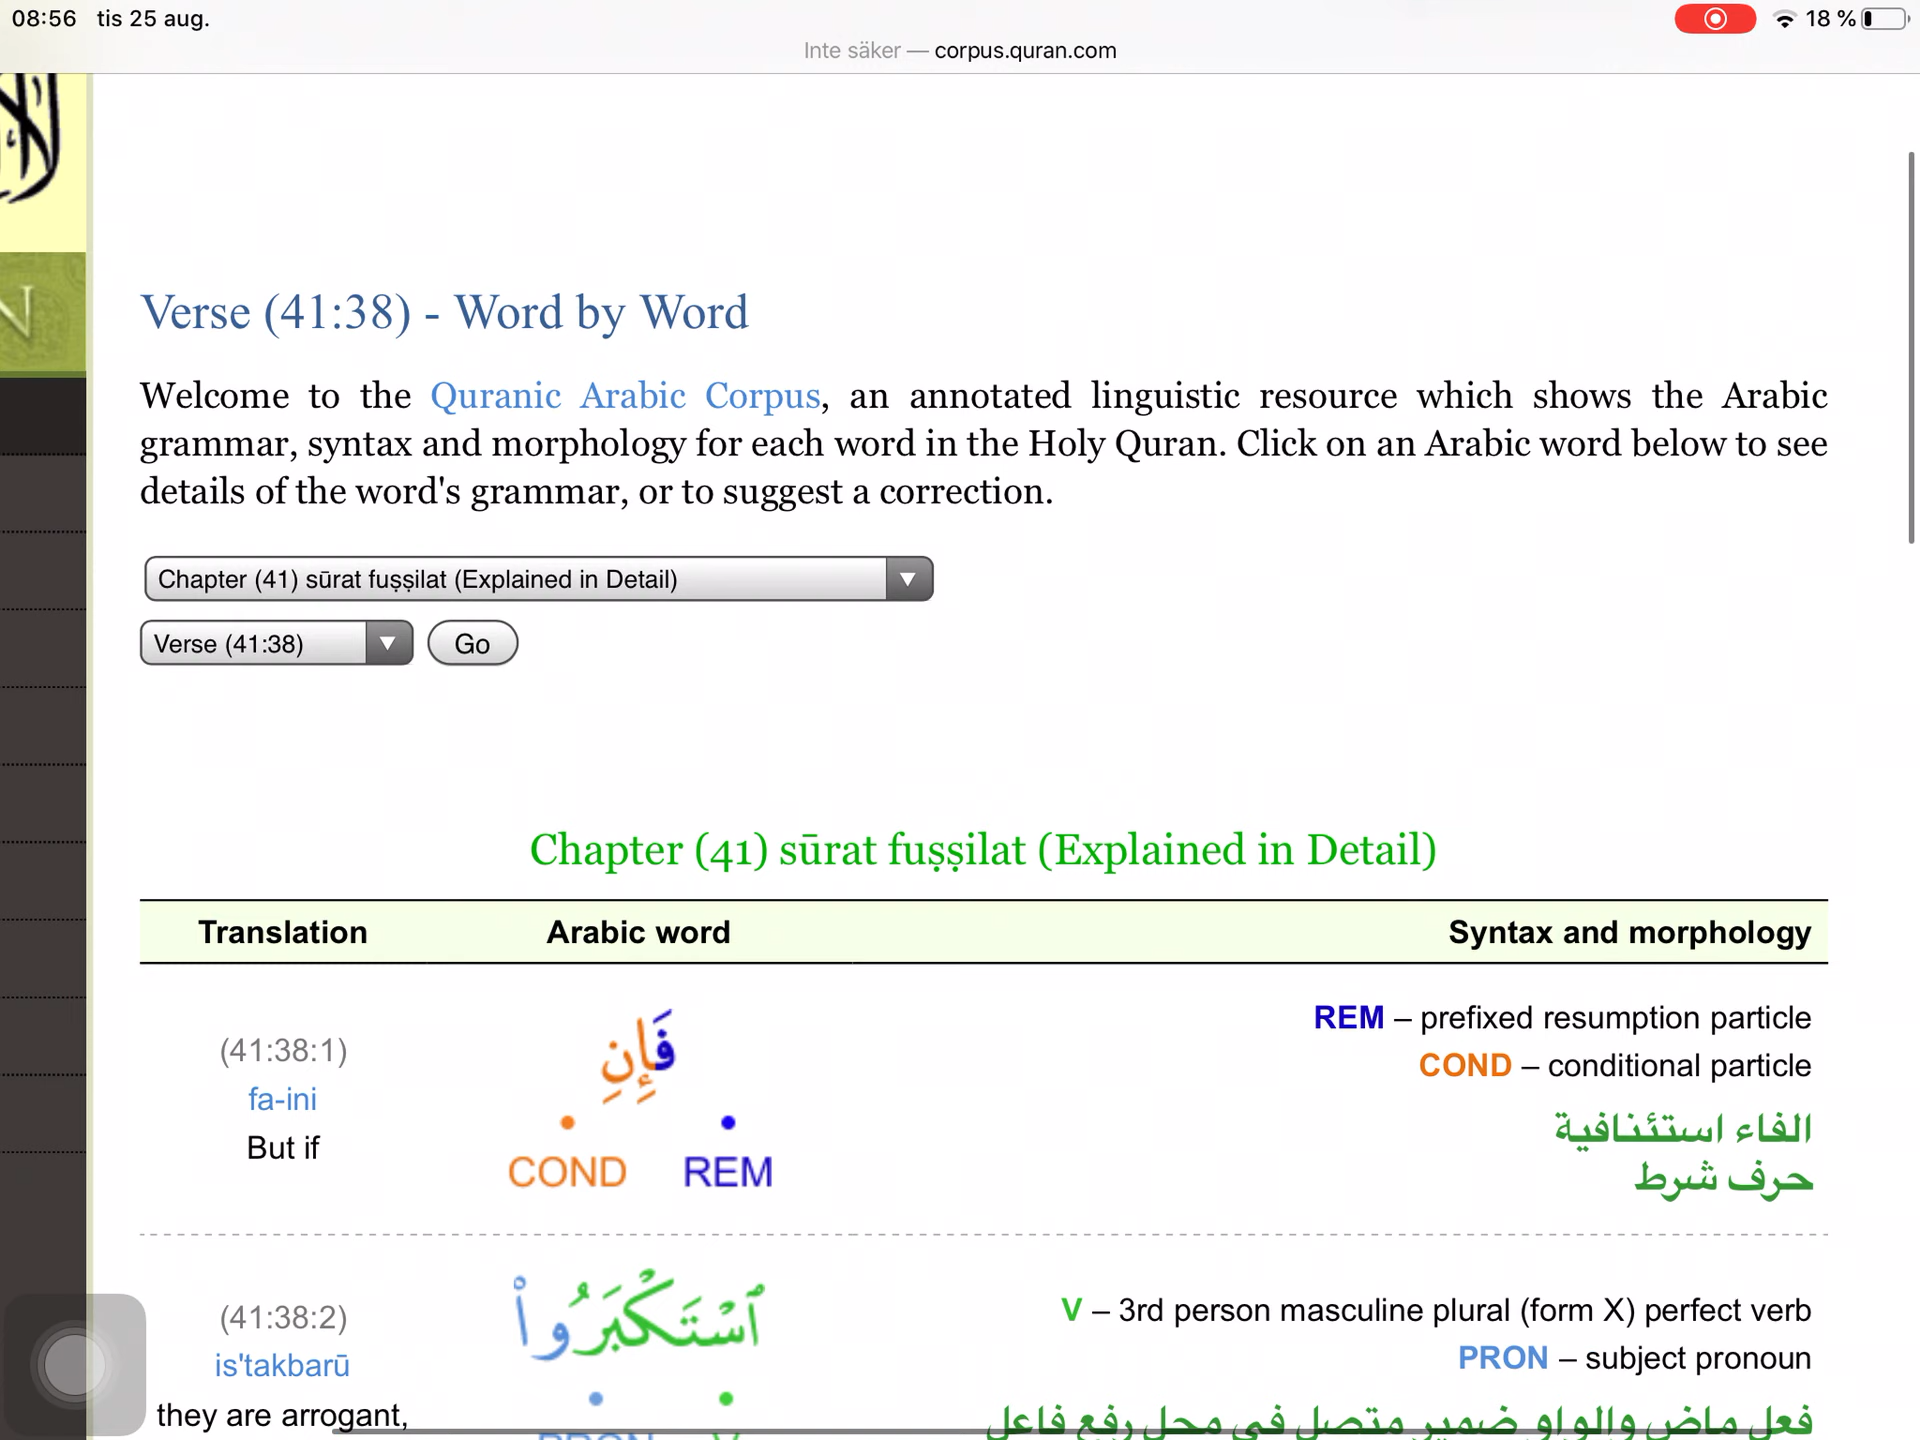 08:56 tis 25 aug.
18 %
Inte säker — corpus.quran.com
N
Verse (41:38) - Word by Word
Welcome to the Quranic Arabic Corpus, an annotated linguistic resource which shows the Arabic
grammar, syntax and morphology for each word in the Holy Quran. Click on an Arabic word below to see
details of the word's grammar, or to suggest a correction.
Chapter (41) sūrat fuṣṣilat (Explained in Detail)
Verse (41:38) Go
Chapter (41) sūrat fuṣṣilat (Explained in Detail)
Translation Arabic word Syntax and morphology
(41:38:1)
fa-ini
But if
فَإِنِ
COND REM
REM – prefixed resumption particle
COND – conditional particle
الفاء استئنافية
حرف شرط
(41:38:2)
is'takbarū
they are arrogant,
ٱسْتَكْبَرُوا۟
PRON V
V – 3rd person masculine plural (form X) perfect verb
PRON – subject pronoun
فعل ماض والواو ضمير متصل في محل رفع فاعل